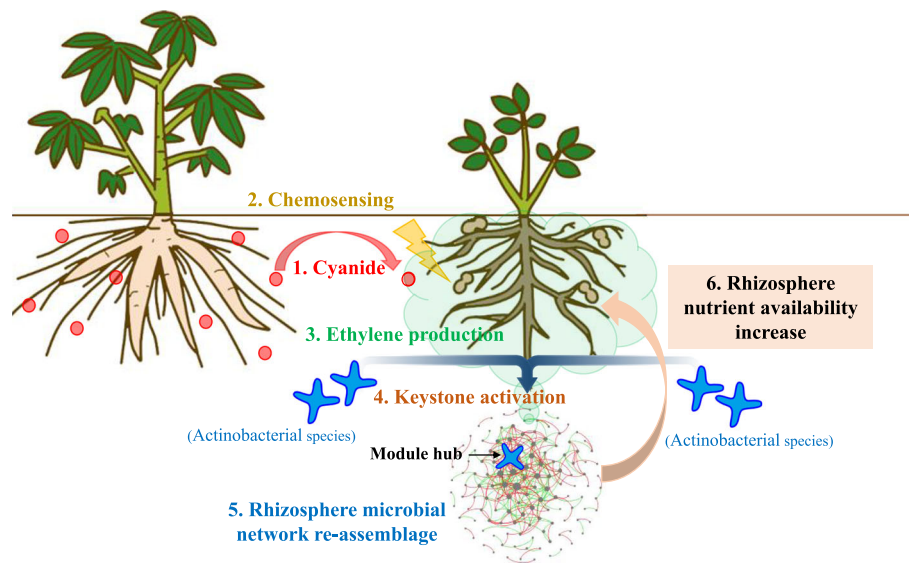 2. Chemosensing
1. Cyanide
3. Ethylene production
6. Rhizosphere
nutrient availability
increase
4. Keystone activation
(Actinobacterial species)
(Actinobacterial species)
Module hub
5. Rhizosphere microbial
network re-assemblage